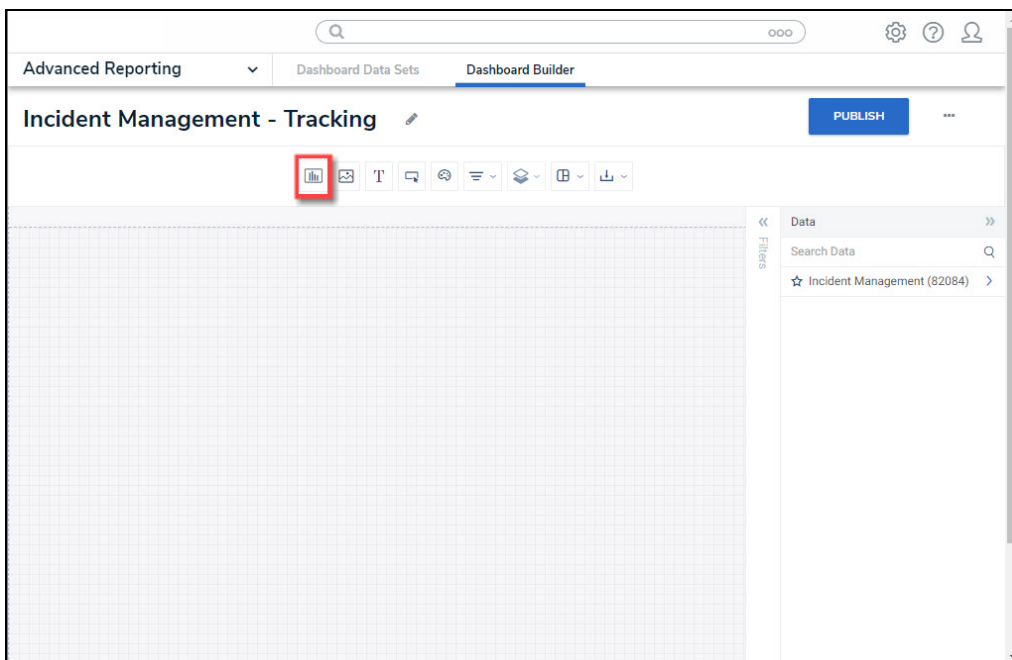 Advanced Reporting
Dashboard Data Sets
Dashboard Builder
Incident Management - Tracking
PUBLISH
T
Filters
Data
Search Data
Incident Management (82084)